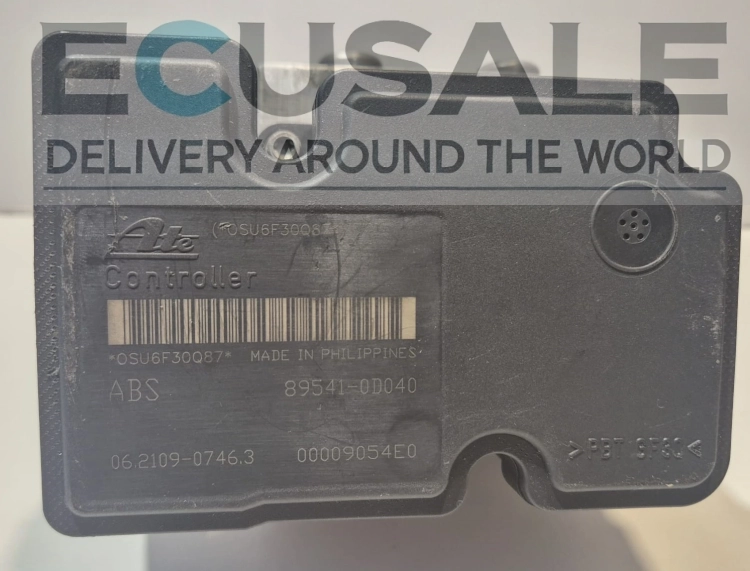 ECUSALE
DELIVERY AROUND THE WORLD
Ate (*OSU6F30Q87
Controller
*OSU6F30Q87* MADE IN PHILIPPINES
ABS 89541-0D040
06.2109-0746.3 00009054E0
>PBT GF30<